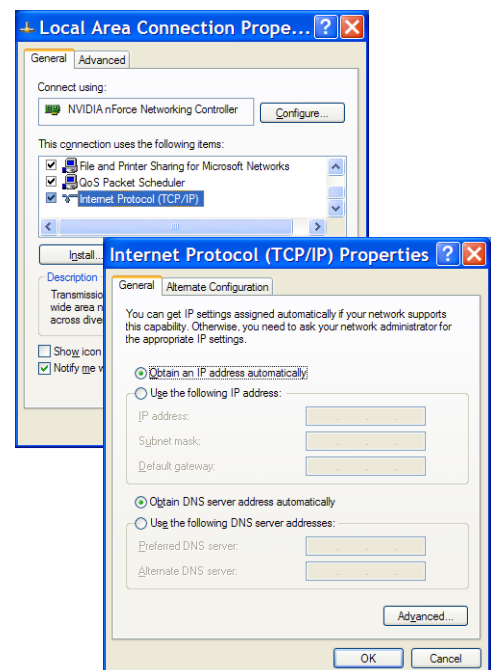 Local Area Connection Prope...
General Advanced
Connect using:
NVIDIA nForce Networking Controller Configure...
This connection uses the following items:
File and Printer Sharing for Microsoft Networks
QoS Packet Scheduler
Internet Protocol (TCP/IP)
Install...
Description
Transmissio
wide area n
across dive
Show icon
Notify me w
Internet Protocol (TCP/IP) Properties
General Alternate Configuration
You can get IP settings assigned automatically if your network supports
this capability. Otherwise, you need to ask your network administrator for
the appropriate IP settings.
Obtain an IP address automatically
Use the following IP address:
IP address:
Subnet mask:
Default gateway:
Obtain DNS server address automatically
Use the following DNS server addresses:
Preferred DNS server:
Alternate DNS server:
Advanced...
OK Cancel